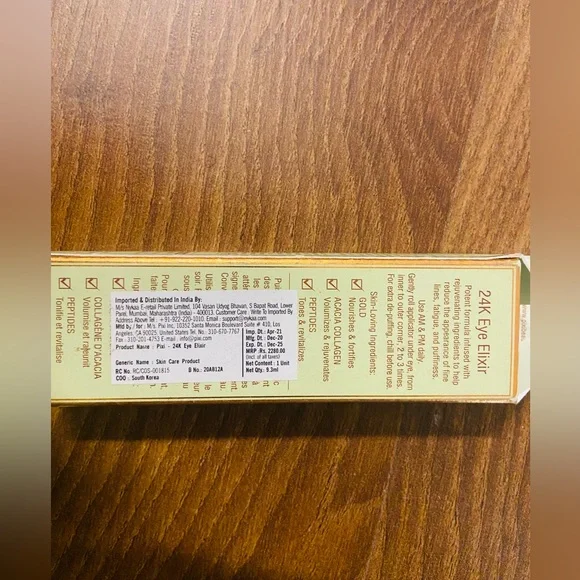 24K Eye Elixir
Potent formula infused with
rejuvenating ingredients to help
reduce the appearance of fine
lines, fatigue and puffiness.
Use AM & PM daily.
Gently roll applicator under eye, from
inner to outer corner, 2 to 3 times.
For extra de-puffing, chill before use.
Skin-Loving Ingredients:
GOLD
Nourishes & fortifies
ACACIA COLLAGEN
Volumizes & rejuvenates
PEPTIDES
Tones & revitalizes
Imported & Distributed In India By:
M/s Nykaa E-retail Private Limited, 104 Vasan Udyog Bhavan, S Bapat Road, Lower
Parel, Mumbai, Maharashtra (India) - 400013, Customer Care : Write To Imported By
Address Above Tel : +91-922-220-1010, Email : support@nykaa.com
Mfd by./ for : M/s. Pixi Inc, 10352 Santa Monica Boulevard Suite # 420, Los
Angeles, CA 90025 United States Tel No.: 310-670-7767
Fax - 310-201-4753 E-mail : info@pixi.com
Product Name : Pixi - 24K Eye Elixir
Generic Name : Skin Care Product
RC No. RC/COS-001815
B No.: 20A812A
COO : South Korea
Imp. Dt.: Apr-21
Mfg. Dt.: Dec-20
Exp. Dt.: Dec-25
MRP :Rs. 2280.00
(incl. of all taxes)
Net Content : 1 Unit
Net Qty.: 9.3ml
COLLAGÈNE D'ACACIA
Volumise et rajeunit
PEPTIDES
Tonifie et revitalise